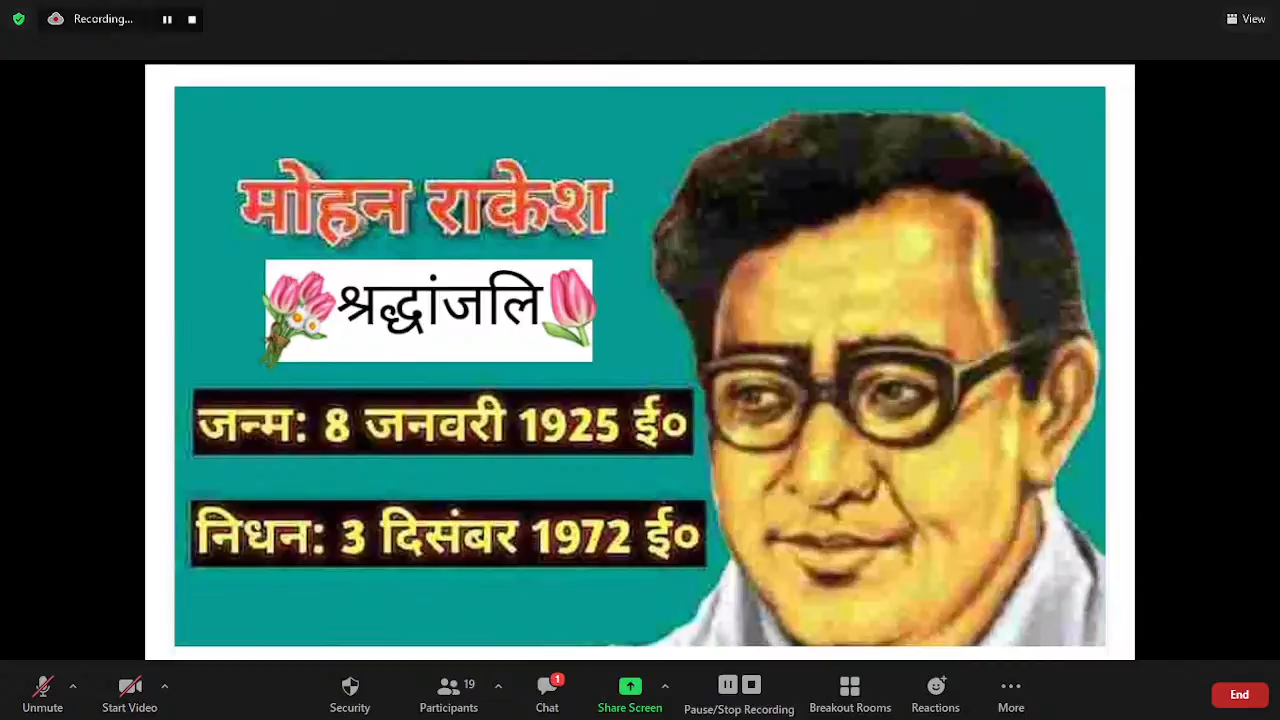 Recording...
View
मोहन राकेश
श्रद्धांजलि
जन्म: 8 जनवरी 1925 ई०
निधन: 3 दिसंबर 1972 ई०
Unmute
Start Video
Security
Participants 19
Chat 1
Share Screen
Pause/Stop Recording
Breakout Rooms
Reactions
More
End